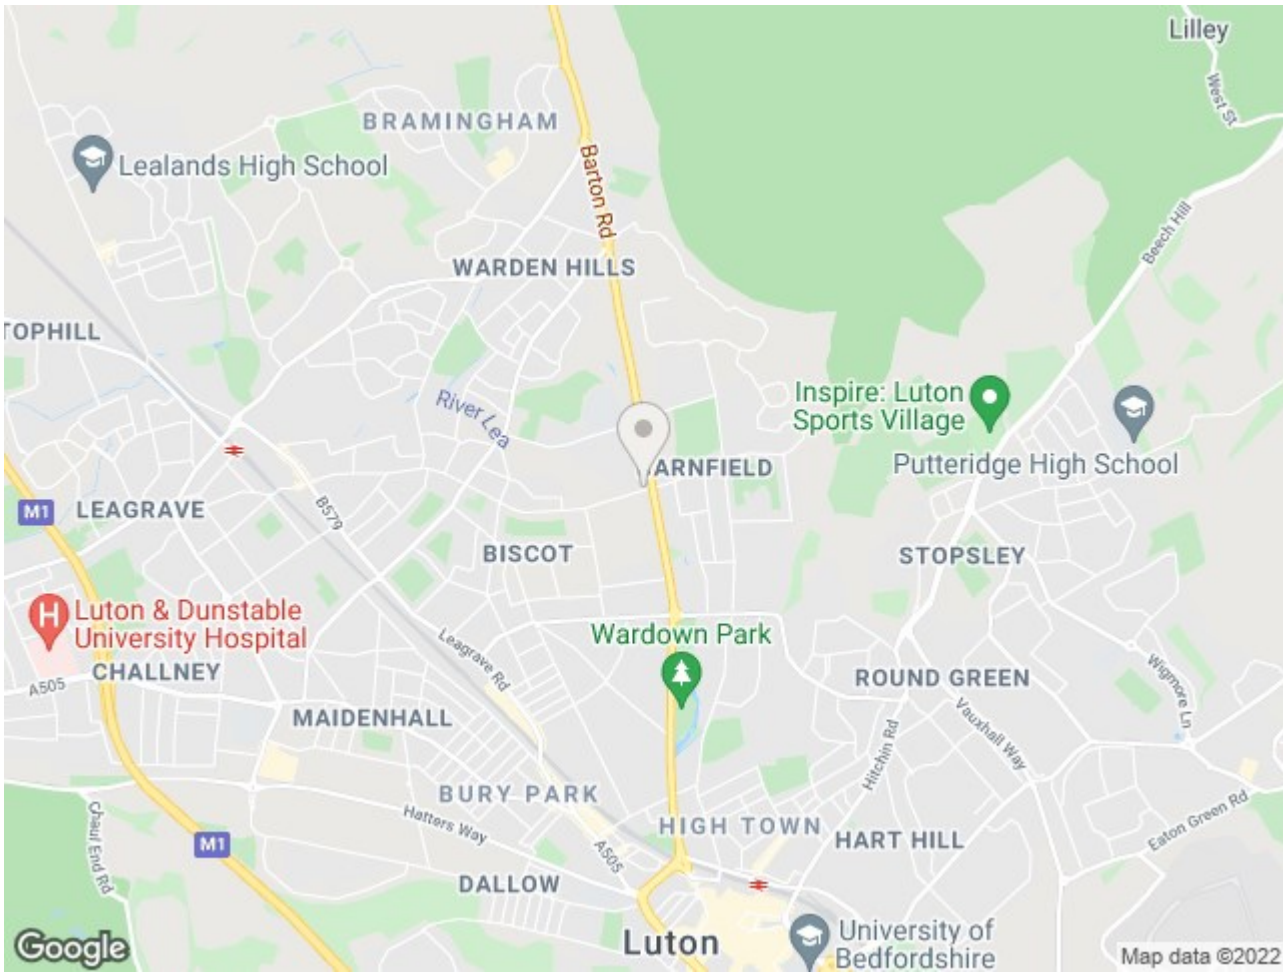 Lilley
West St
BRAMINGHAM
Lealands High School
Barton Rd
Beech Hill
WARDEN HILLS
TOPHILL
Inspire: Luton
Sports Village
River Lea
Putteridge High School
ARNFIELD
M1
LEAGRAVE
B579
BISCOT
STOPSLEY
H
Luton & Dunstable
University Hospital
Wardown Park
Leagrave Rd
CHALLNEY
A505
ROUND GREEN
Wigmore Ln
MAIDENHALL
Vauxhall Way
Hitchin Rd
BURY PARK
Chaul End Rd
Hatters Way
HIGH TOWN
HART HILL
Eaton Green Rd
M1
A505
DALLOW
Luton
University of
Bedfordshire
Google
Map data ©2022